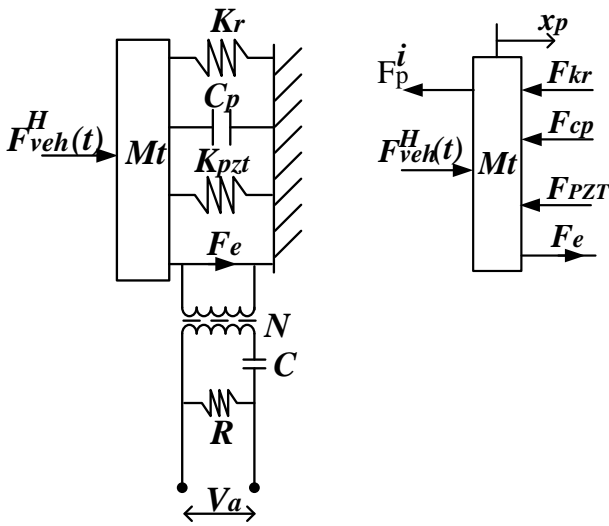 Kr
Cp
F^H_veh(t)
Mt
Kpzt
Fe
N
C
R
Va
xp
F^i_p
Fkr
Fcp
F^H_veh(t)
Mt
FPZT
Fe